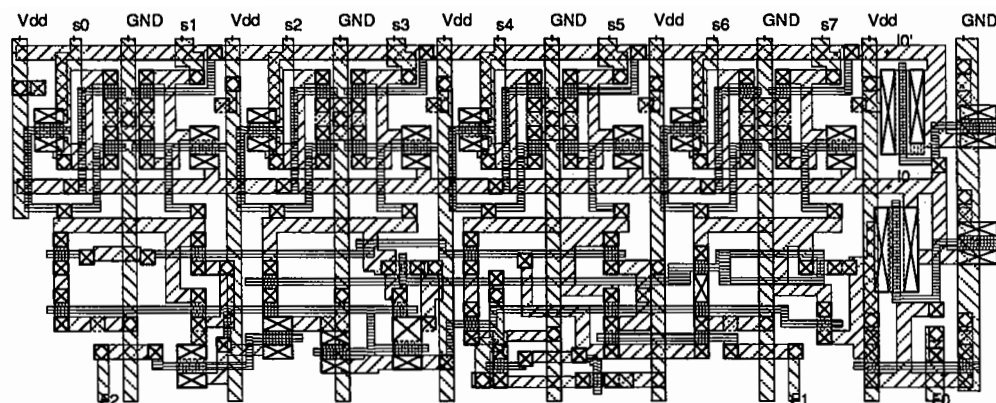 Vdd s0 GND s1 Vdd s2 GND s3 Vdd s4 GND s5 Vdd s6 GND s7 Vdd GND
I0'
I0